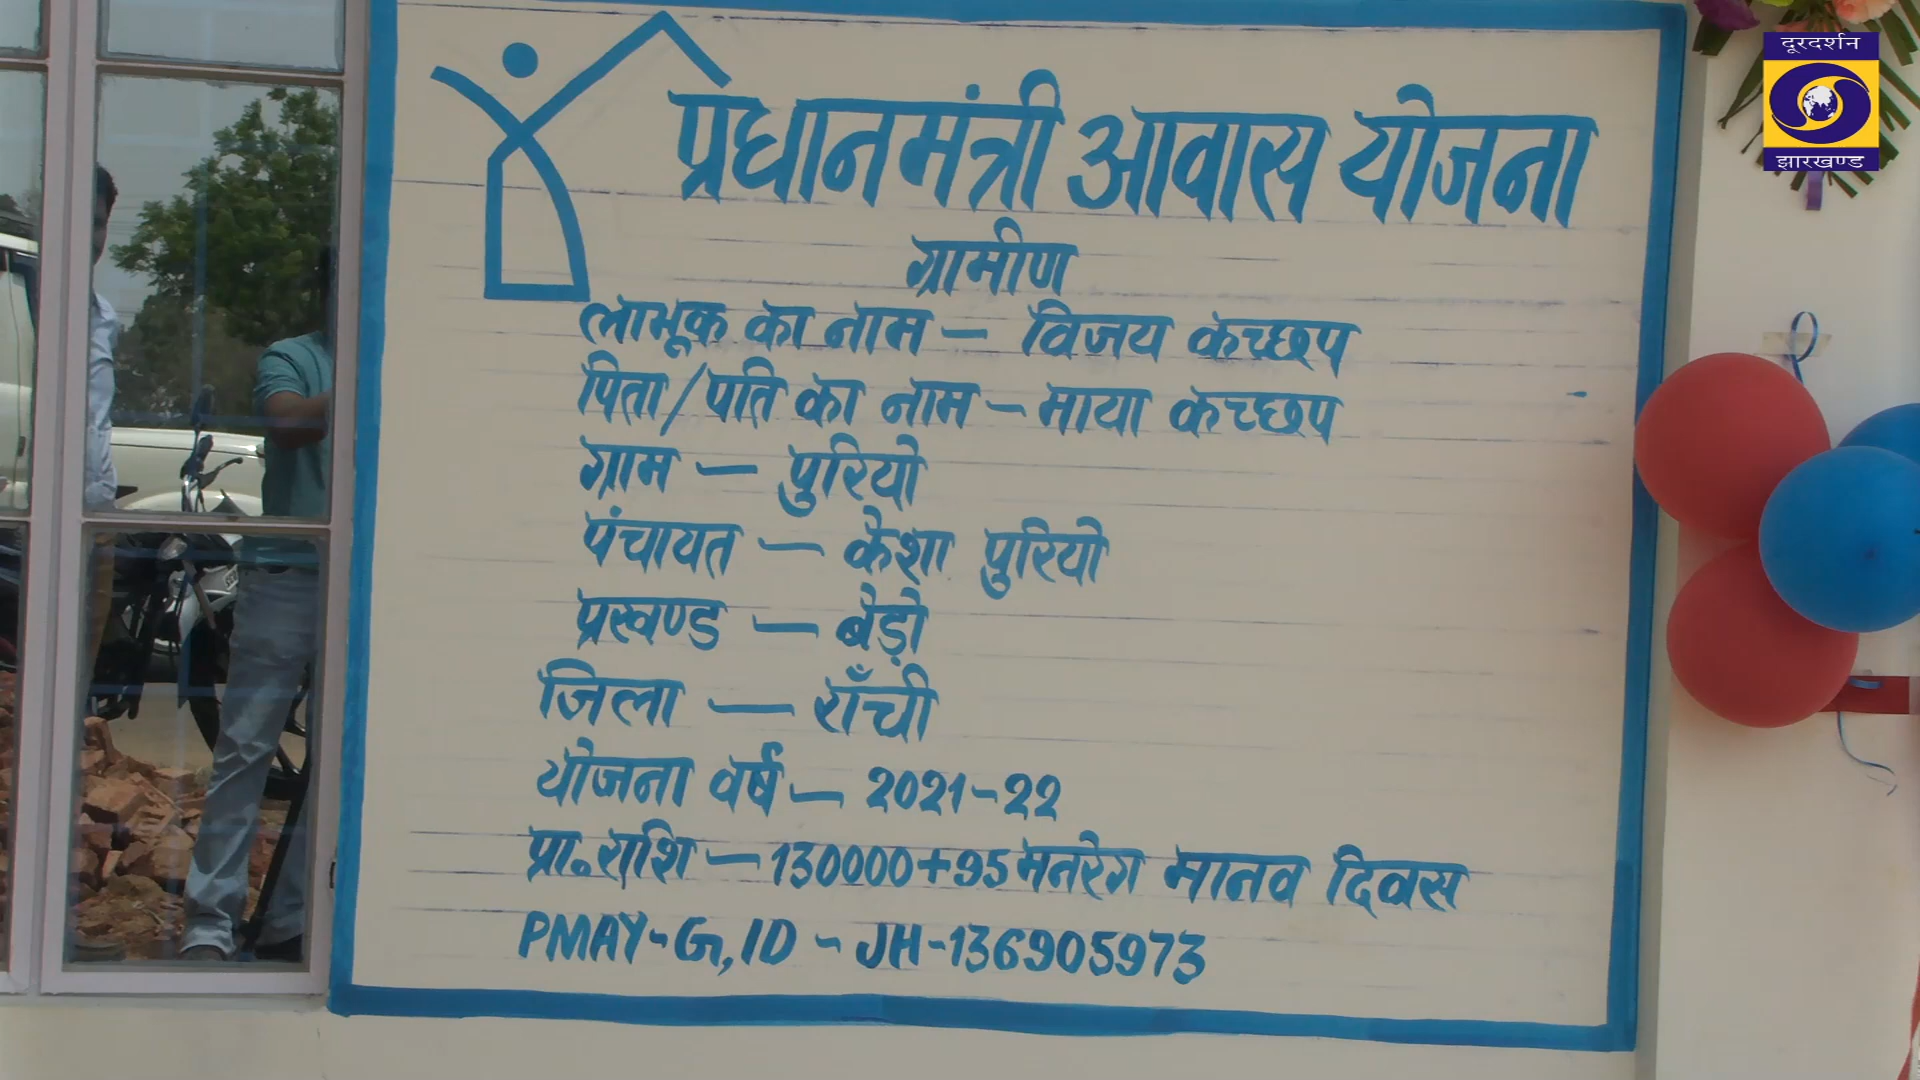 दूरदर्शन
झारखण्ड
प्रधानमंत्री आवास योजना
ग्रामीण
लाभूक का नाम – विजय कच्छप
पिता/पति का नाम – माया कच्छप
ग्राम – पुरियो
पंचायत – केशा पुरियो
प्रखण्ड – बेड़ो
जिला – राँची
योजना वर्ष – 2021-22
प्रा॰ राशि – 130000+95 मनरेग मानव दिवस
PMAY-G, ID - JH-136905973